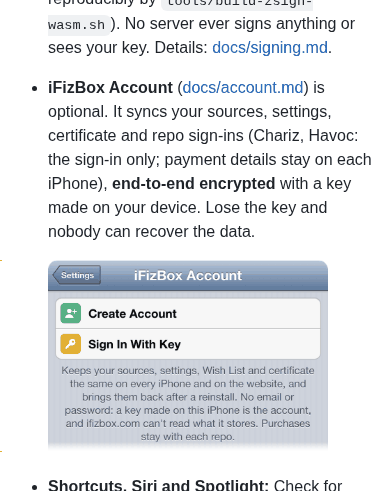 reproducibly by tools/build-zsign-
wasm.sh). No server ever signs anything or
sees your key. Details: docs/signing.md.
• iFizBox Account (docs/account.md) is
optional. It syncs your sources, settings,
certificate and repo sign-ins (Chariz, Havoc:
the sign-in only; payment details stay on each
iPhone), end-to-end encrypted with a key
made on your device. Lose the key and
nobody can recover the data.
Settings
iFizBox Account
Create Account
Sign In With Key
Keeps your sources, settings, Wish List and certificate
the same on every iPhone and on the website, and
brings them back after a reinstall. No email or
password: a key made on this iPhone is the account,
and ifizbox.com can't read what it stores. Purchases
stay with each repo.
• Shortcuts, Siri and Spotlight: Check for